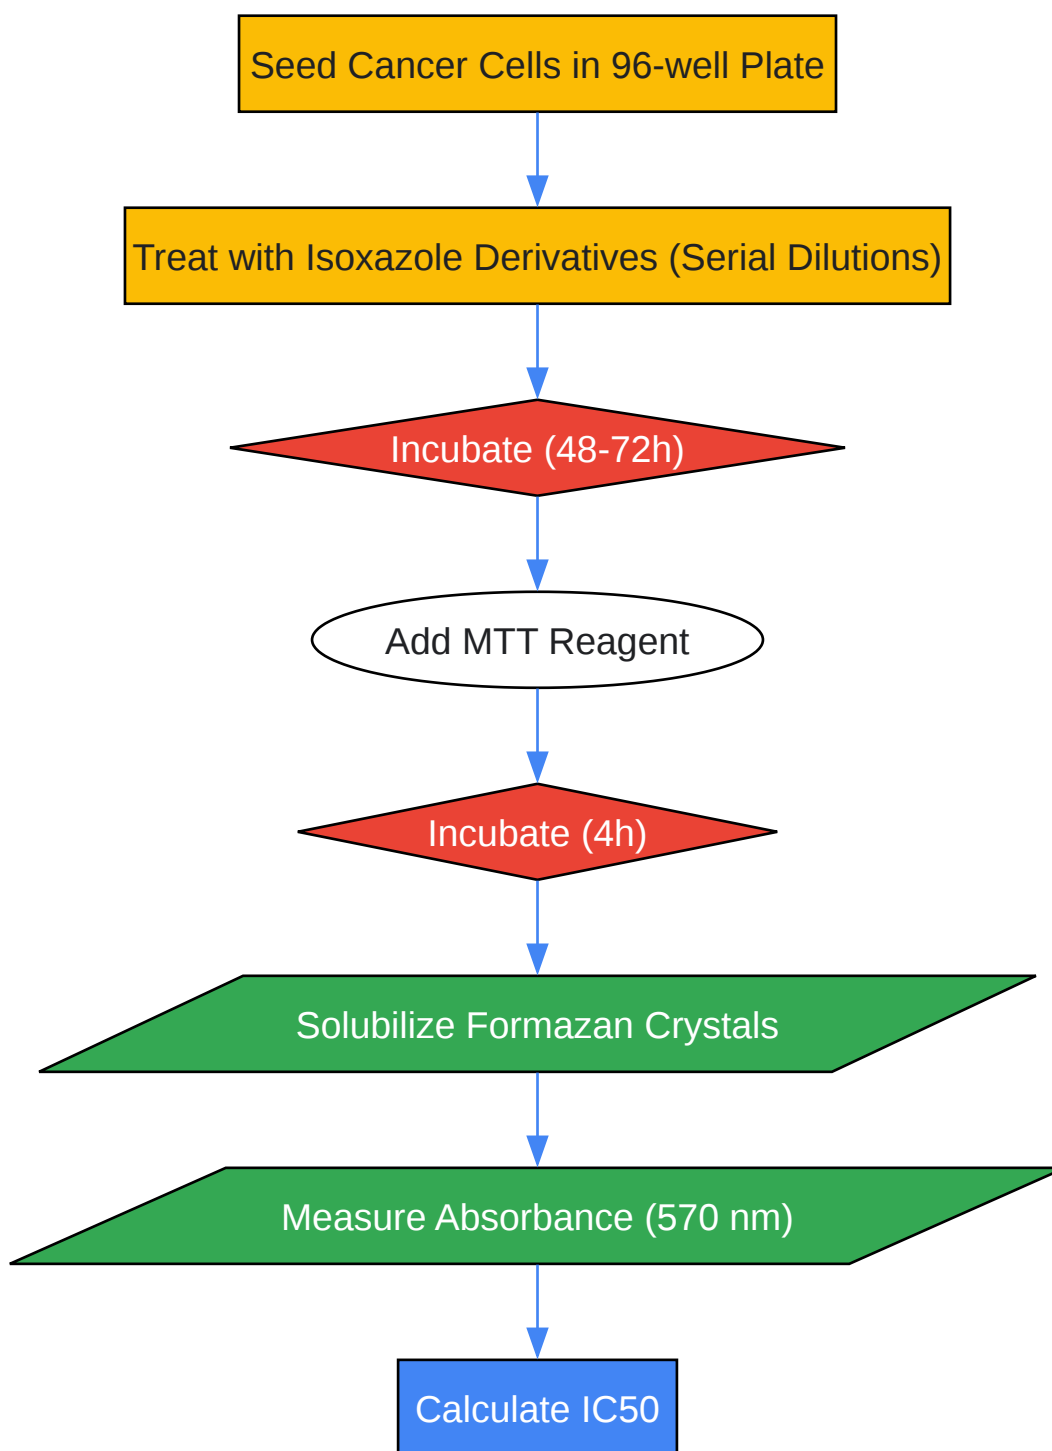 Seed Cancer Cells in 96-well Plate
Treat with Isoxazole Derivatives (Serial Dilutions)
Incubate (48-72h)
Add MTT Reagent
Incubate (4h)
Solubilize Formazan Crystals
Measure Absorbance (570 nm)
Calculate IC50